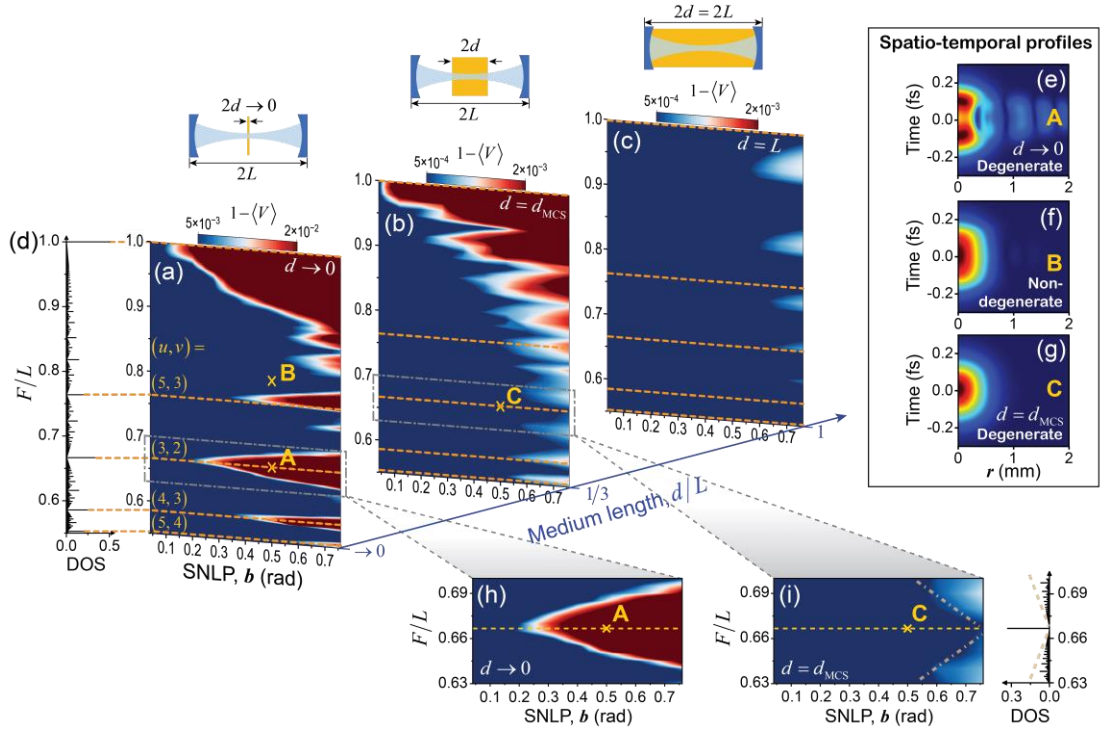 2d = 2L
2L
5×10⁻⁴ 2×10⁻³
1−⟨V⟩
(c)
d = L
1.0
0.9
0.8
0.7
0.6
0.1 0.2 0.3 0.4 0.5 0.6 0.7
1
2d
2L
5×10⁻⁴ 2×10⁻³
1−⟨V⟩
(b)
d = d_MCS
1.0
0.9
0.8
0.7
0.6
C
0.1 0.2 0.3 0.4 0.5 0.6 0.7
1/3
2d → 0
2L
5×10⁻³ 2×10⁻²
1−⟨V⟩
(d)
(a)
d → 0
1.0
0.9
0.8
0.7
0.6
F/L
1.0
0.9
0.8
0.7
0.6
(u,v) =
(5, 3)
(3, 2)
(4, 3)
(5, 4)
B
A
0.0 0.5
DOS
0.1 0.2 0.3 0.4 0.5 0.6 0.7
SNLP, b (rad)
→ 0
Medium length, d/L
Spatio-temporal profiles
(e)
A
d → 0
Degenerate
Time (fs)
0.2
0.0
-0.2
0 1 2
(f)
B
Non-
degenerate
Time (fs)
0.2
0.0
-0.2
0 1 2
(g)
C
d = d_MCS
Degenerate
Time (fs)
0.2
0.0
-0.2
0 1 2
r (mm)
(h)
A
d → 0
F/L
0.69
0.66
0.63
0.1 0.2 0.3 0.4 0.5 0.6 0.7
SNLP, b (rad)
(i)
C
d = d_MCS
F/L
0.69
0.66
0.63
0.1 0.2 0.3 0.4 0.5 0.6 0.7
SNLP, b (rad)
0.69
0.66
0.63
0.3 0.0
DOS